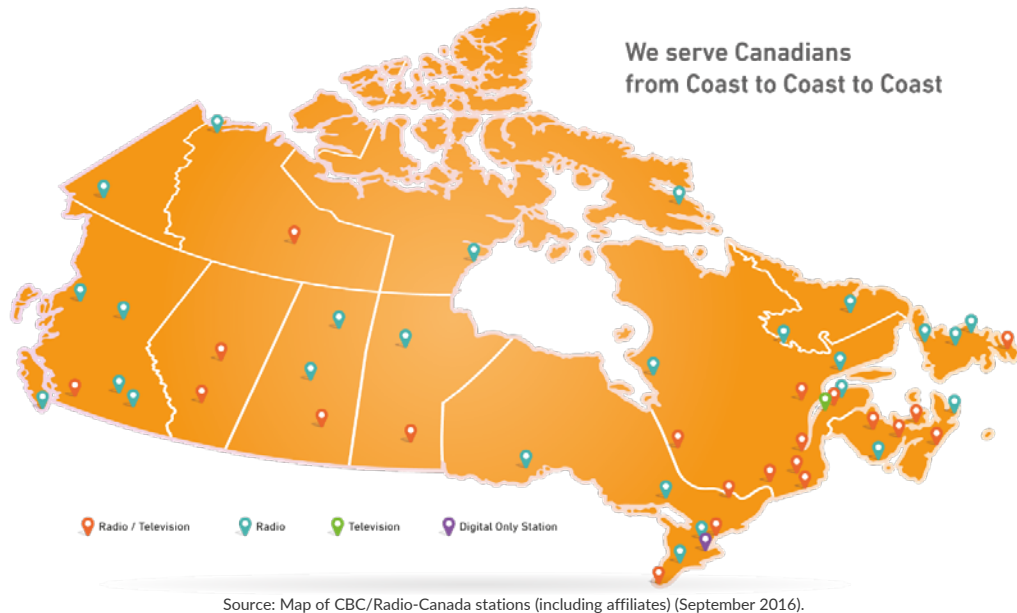 We serve Canadians
from Coast to Coast to Coast
Radio / Television
Radio
Television
Digital Only Station
Source: Map of CBC/Radio-Canada stations (including affiliates) (September 2016).